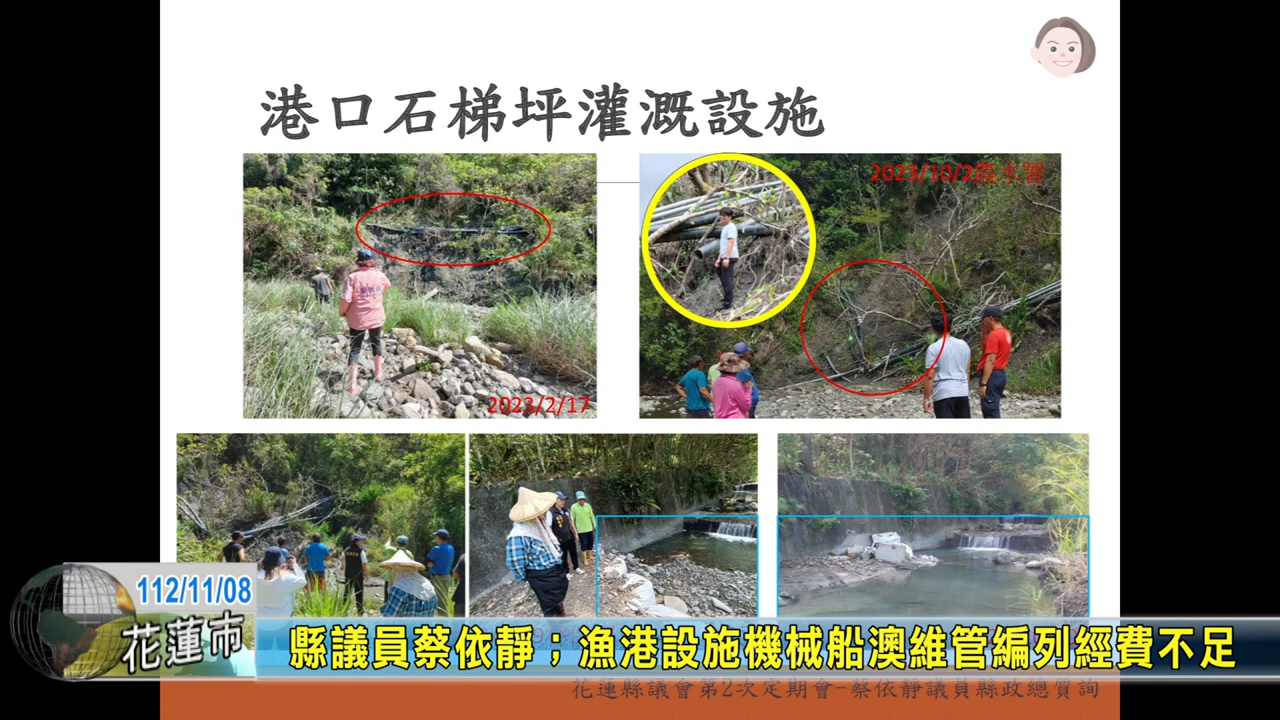 港口石梯坪灌溉設施
2023/10/2農水署
2023/2/17
112/11/08
花蓮市
縣議員蔡依靜；漁港設施機械船澳維管編列經費不足
花蓮縣議會第2次定期會-蔡依靜議員縣政總質詢